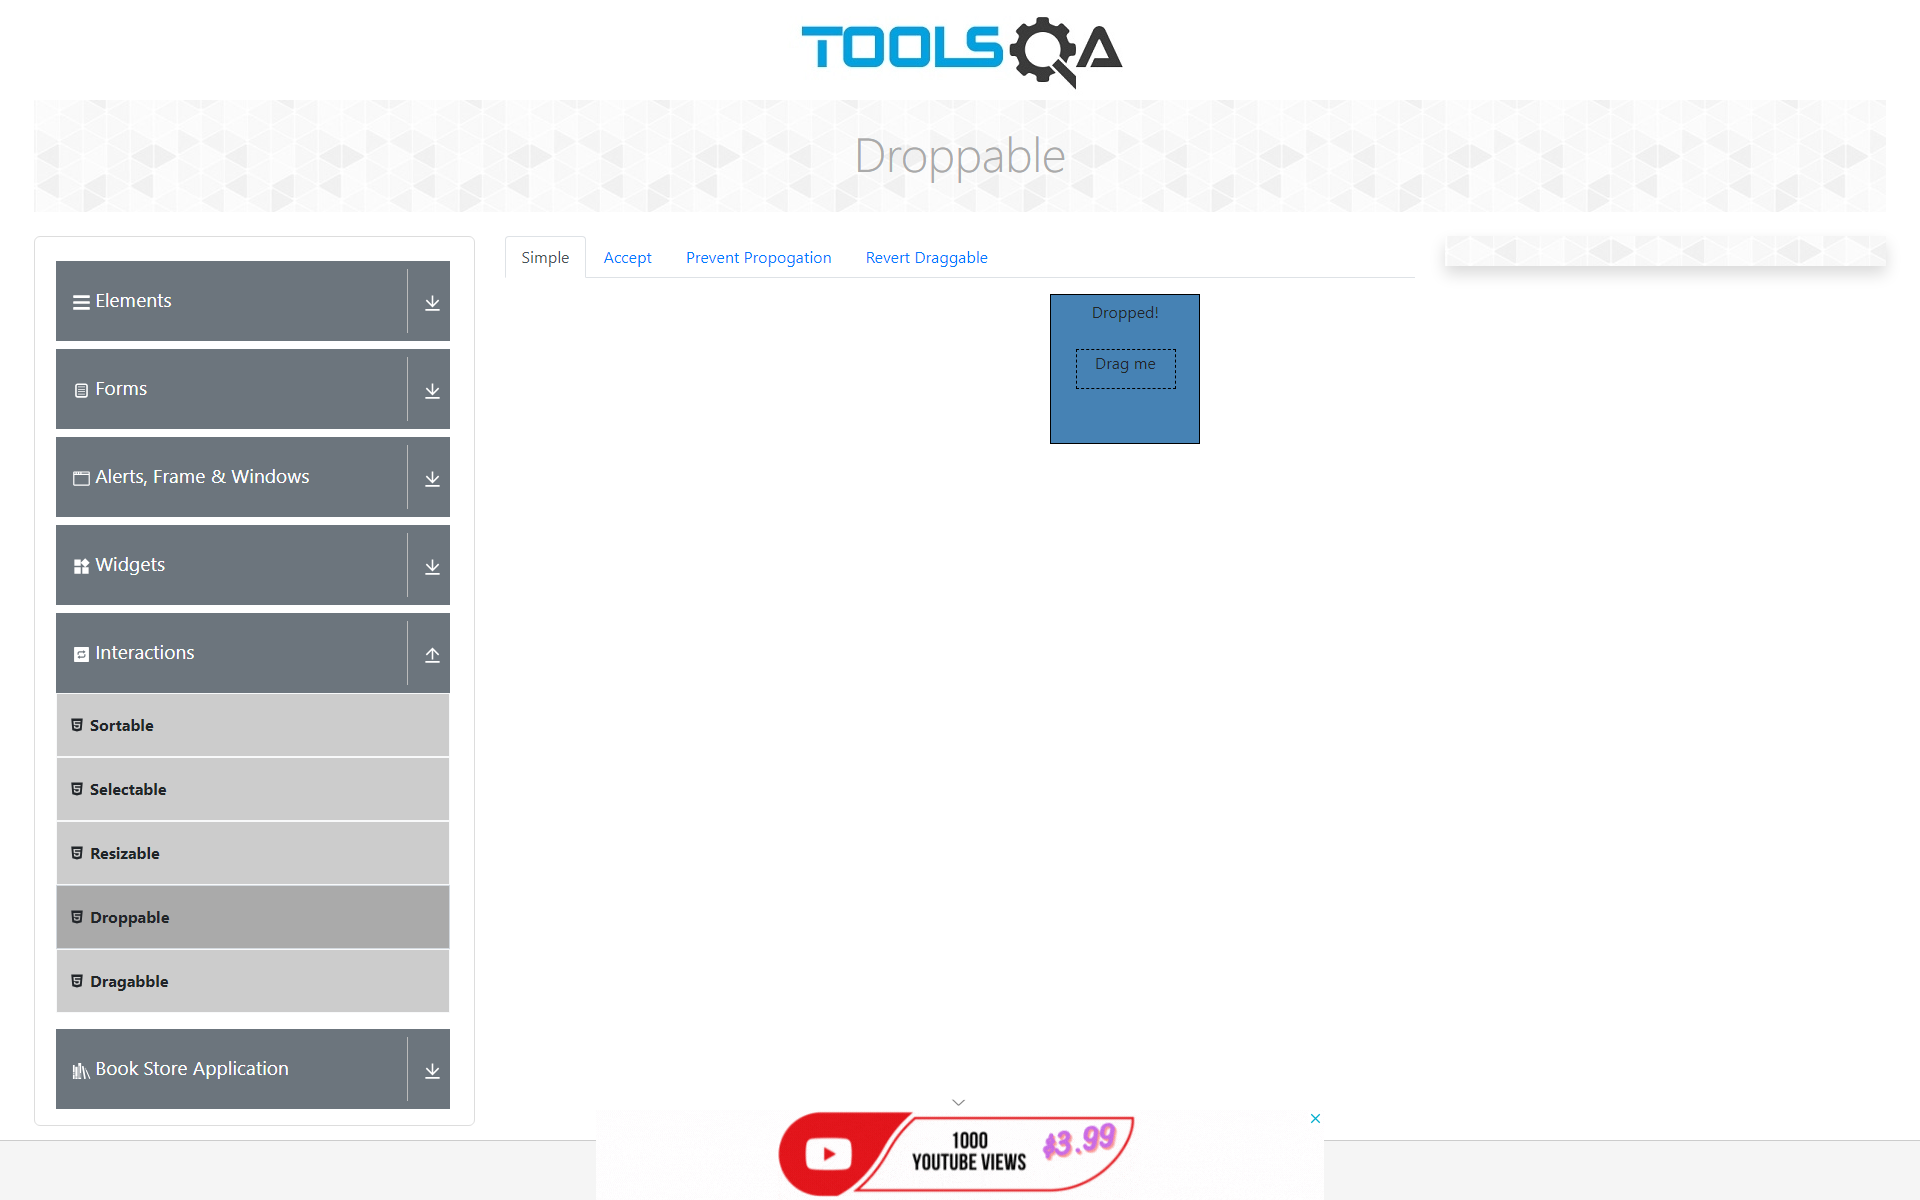 TOOLSQA
Droppable
Elements
Forms
Alerts, Frame & Windows
Widgets
Interactions
Sortable
Selectable
Resizable
Droppable
Dragabble
Book Store Application
Simple
Accept
Prevent Propogation
Revert Draggable
Dropped!
Drag me
1000
YOUTUBE VIEWS
$3.99